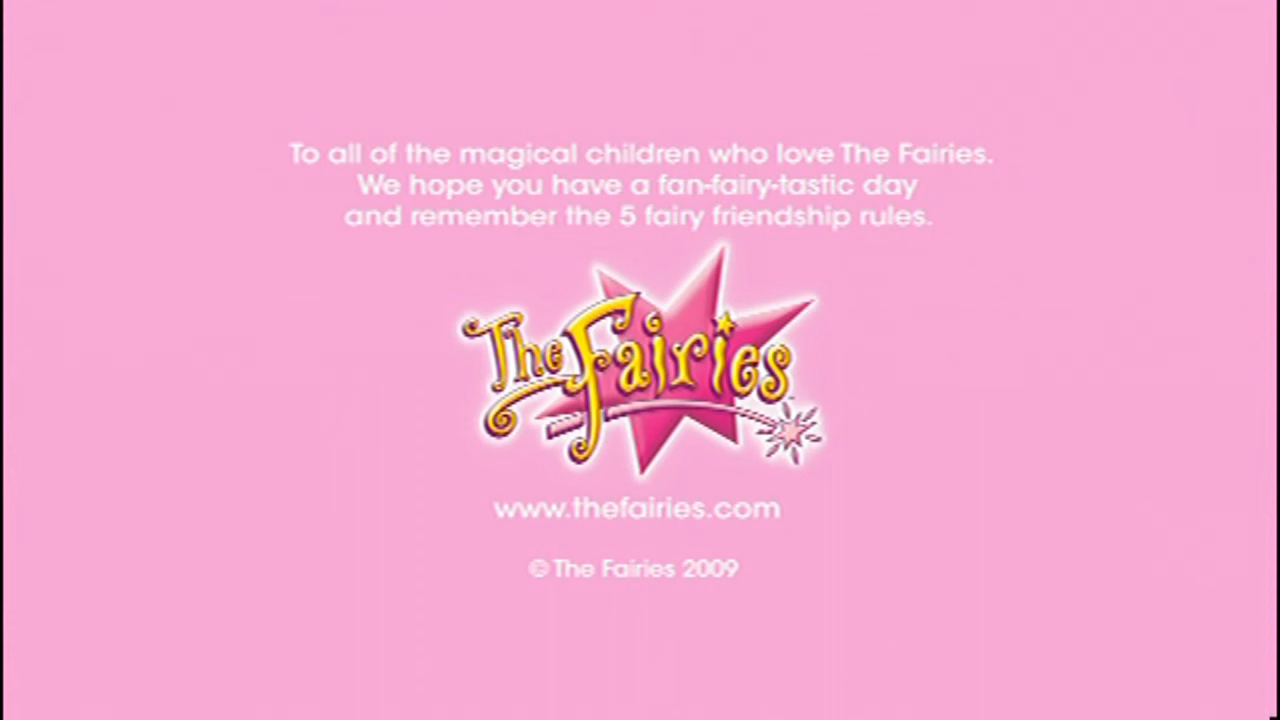 To all of the magical children who love The Fairies.
We hope you have a fan-fairy-tastic day
and remember the 5 fairy friendship rules.
The Fairies
www.thefairies.com
© The Fairies 2009